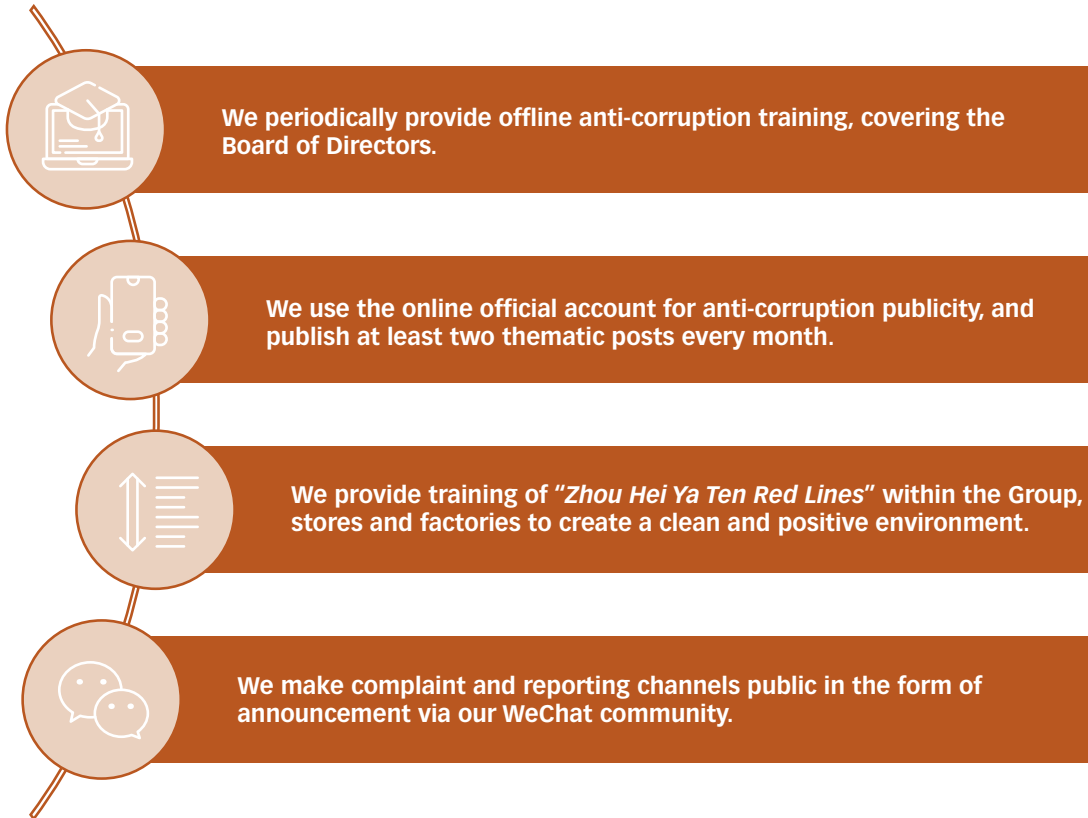 We periodically provide offline anti-corruption training, covering the
Board of Directors.
We use the online official account for anti-corruption publicity, and
publish at least two thematic posts every month.
We provide training of “Zhou Hei Ya Ten Red Lines” within the Group,
stores and factories to create a clean and positive environment.
We make complaint and reporting channels public in the form of
announcement via our WeChat community.